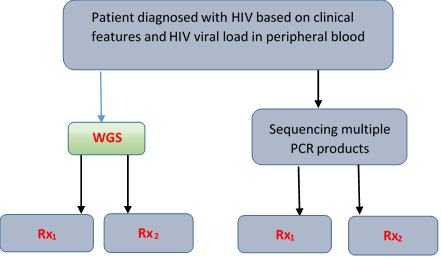 Patient diagnosed with HIV based on clinical
features and HIV viral load in peripheral blood
WGS
Sequencing multiple
PCR products
Rx₁
Rx₂
Rx₁
Rx₂